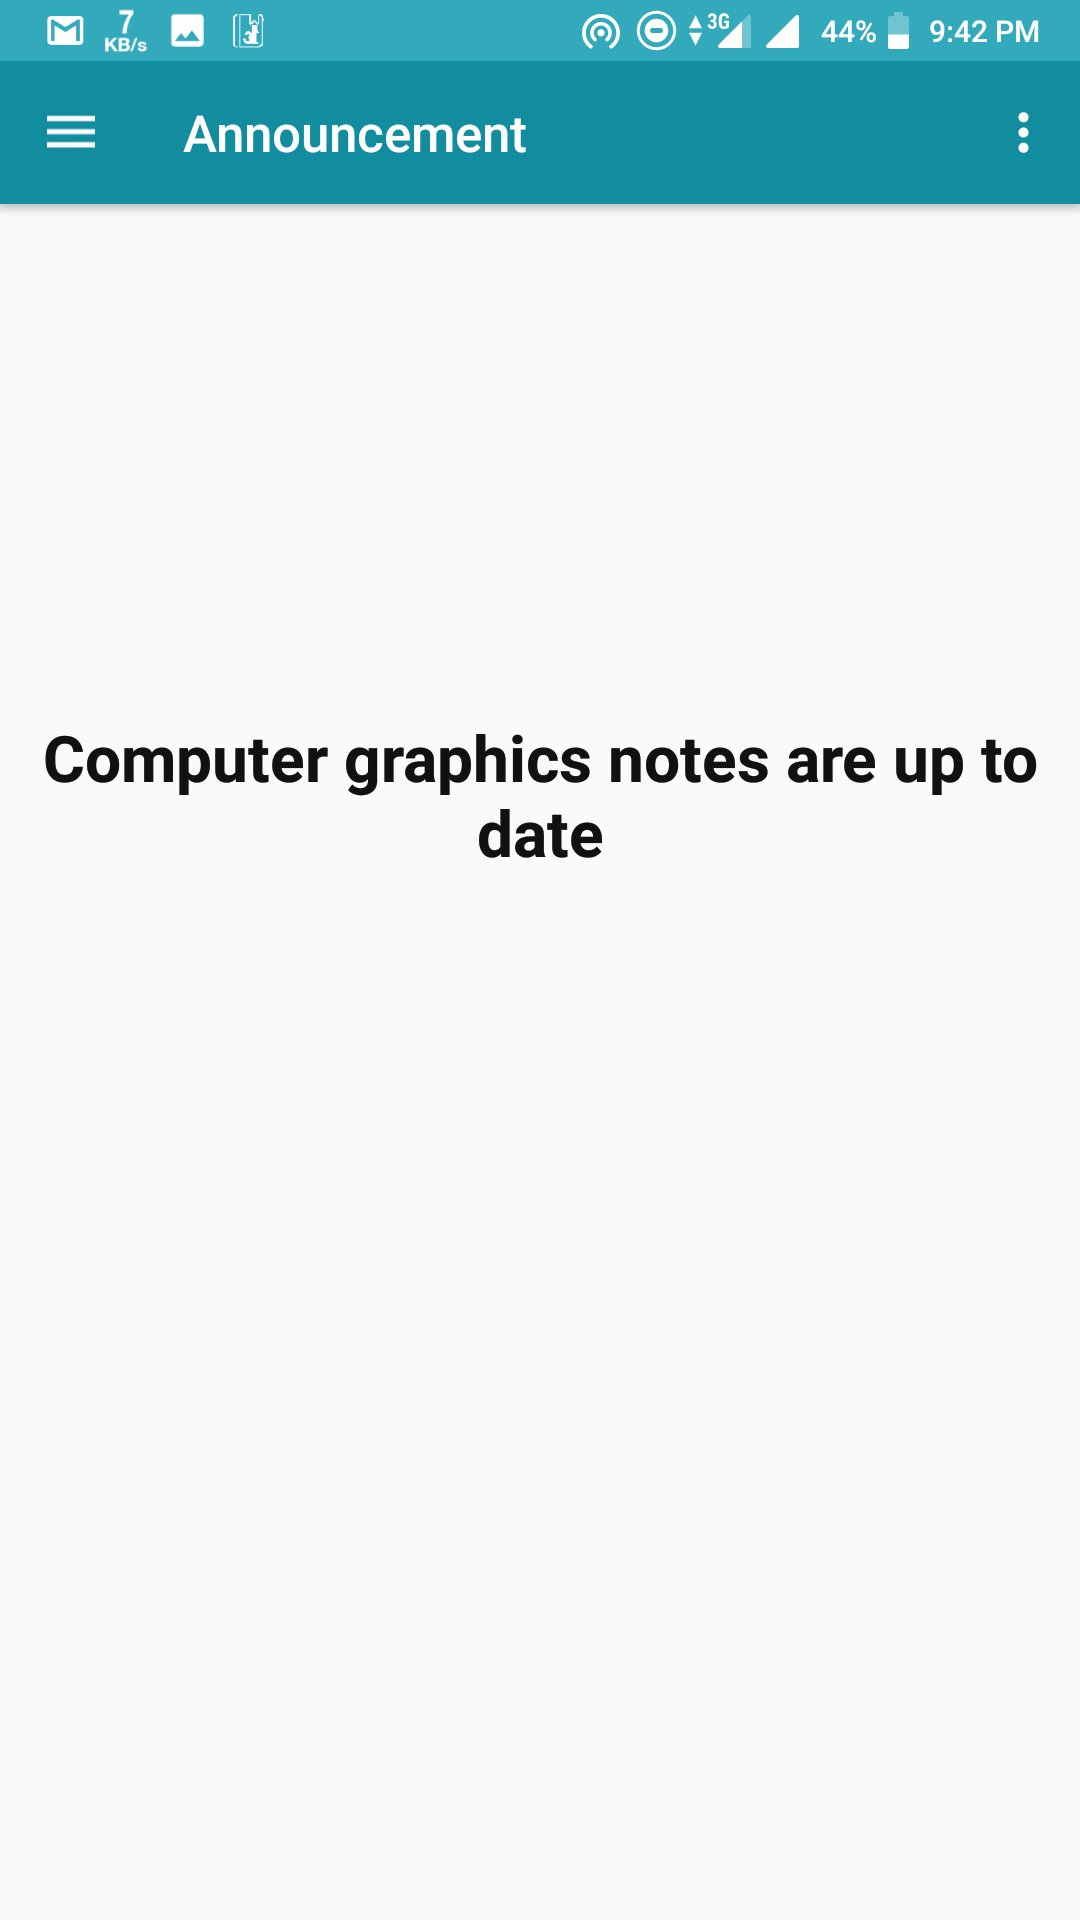 7
KB/s
3G
44%
9:42 PM
Announcement
Computer graphics notes are up to
date